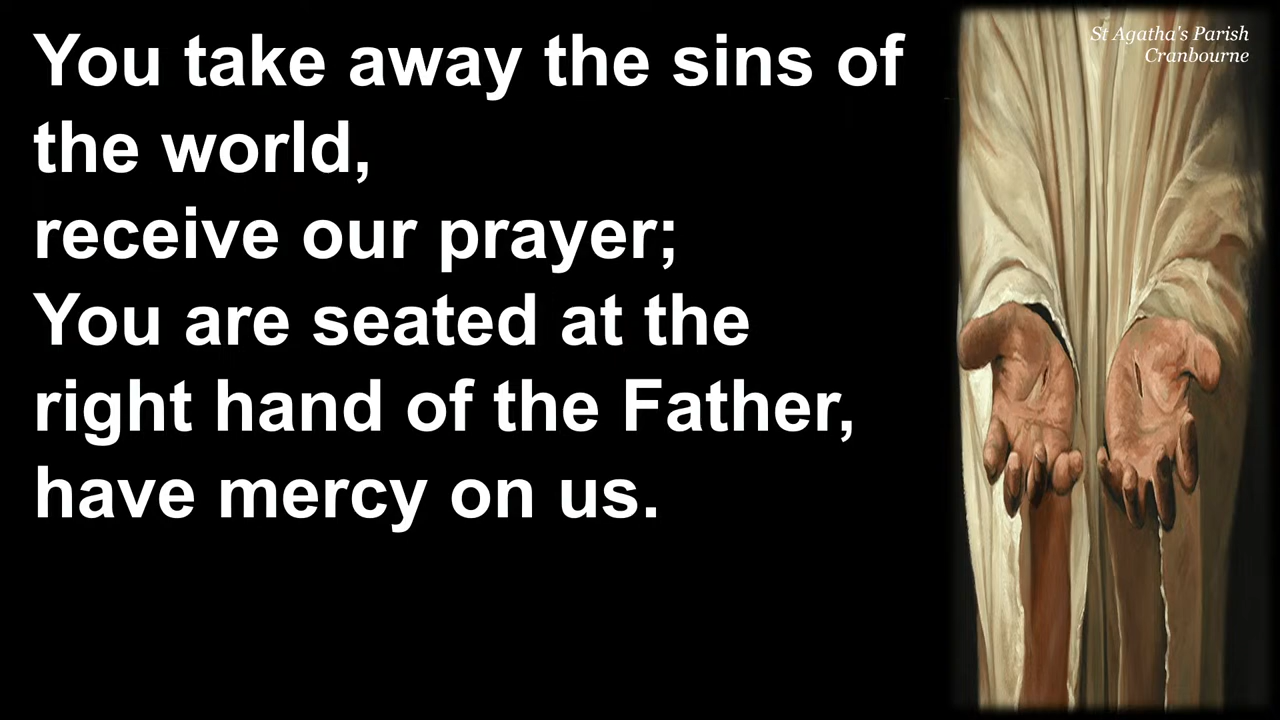 You take away the sins of
the world,
receive our prayer;
You are seated at the
right hand of the Father,
have mercy on us.
St Agatha's Parish
Cranbourne